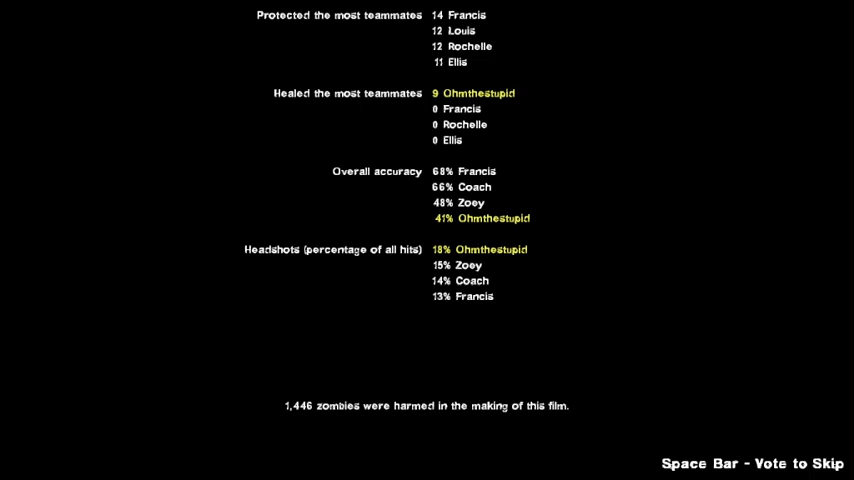 Protected the most teammates 14 Francis
12 Louis
12 Rochelle
11 Ellis
Healed the most teammates 9 Ohmthestupid
0 Francis
0 Rochelle
0 Ellis
Overall accuracy 68% Francis
66% Coach
48% Zoey
41% Ohmthestupid
Headshots (percentage of all hits) 18% Ohmthestupid
15% Zoey
14% Coach
13% Francis
1,446 zombies were harmed in the making of this film.
Space Bar - Vote to Skip